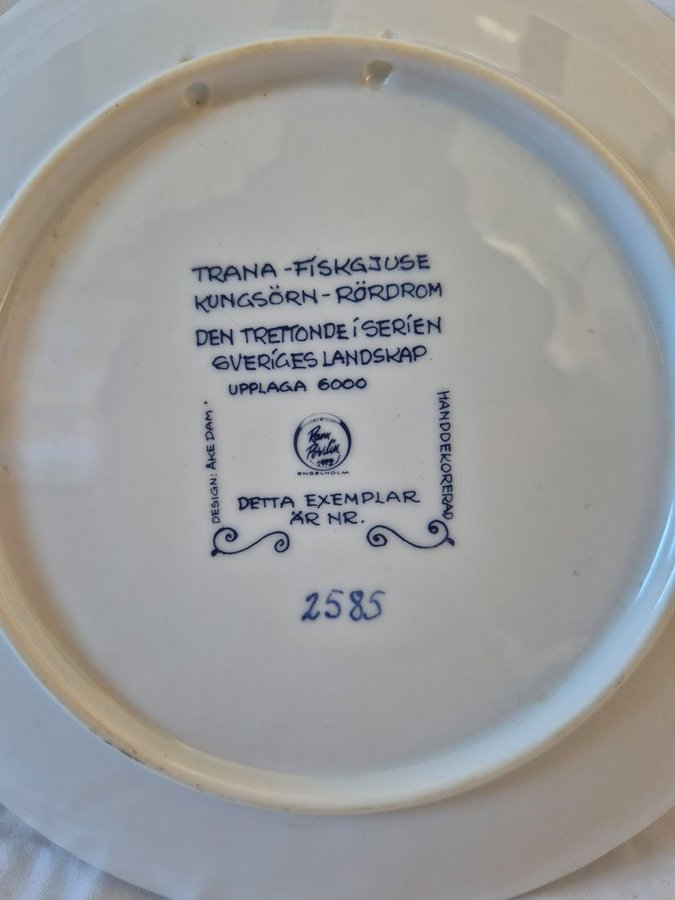 TRANA - FISKGJUSE
KUNGSÖRN - RÖRDROM
DEN TRETTONDE I SERIEN
SVERIGES LANDSKAP
UPPLAGA 6000
DESIGN: ÅKE DAM
HANDDEKORERAD
Porslin
ENGELHOLM
DETTA EXEMPLAR
ÄR NR.
2585